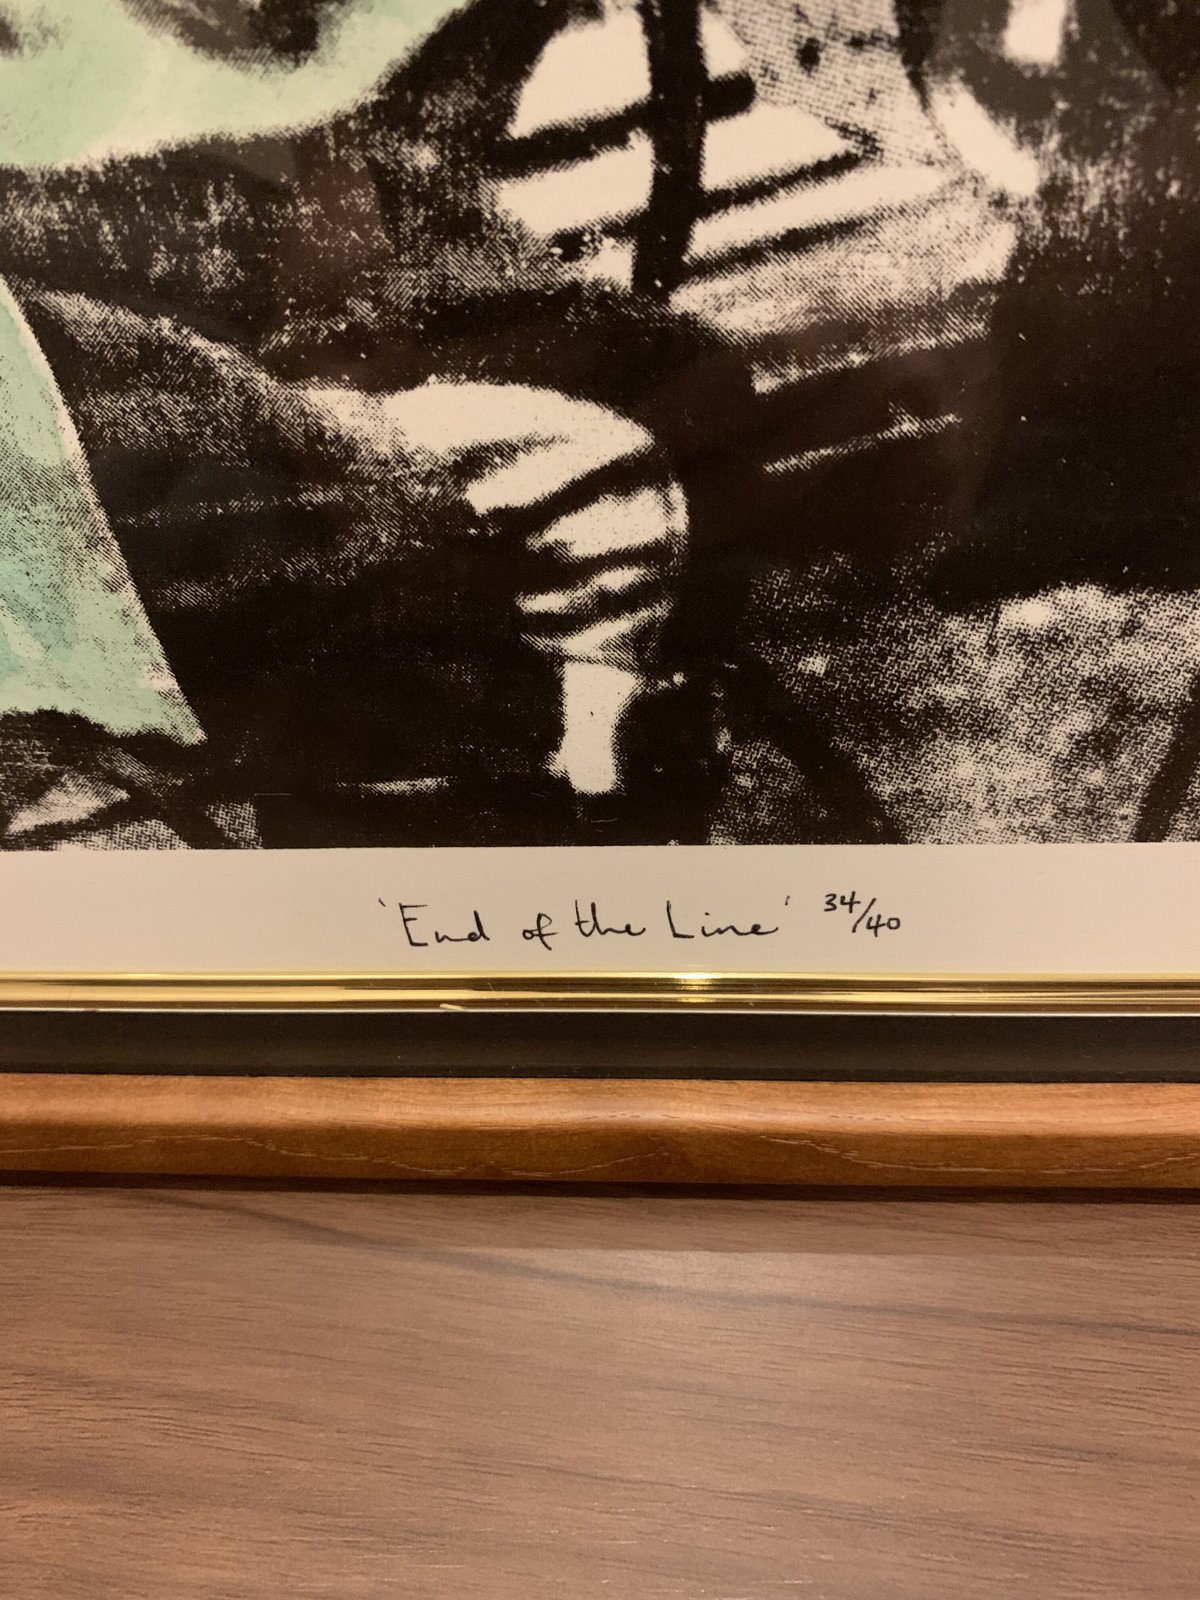 'End of the Line' 34/40